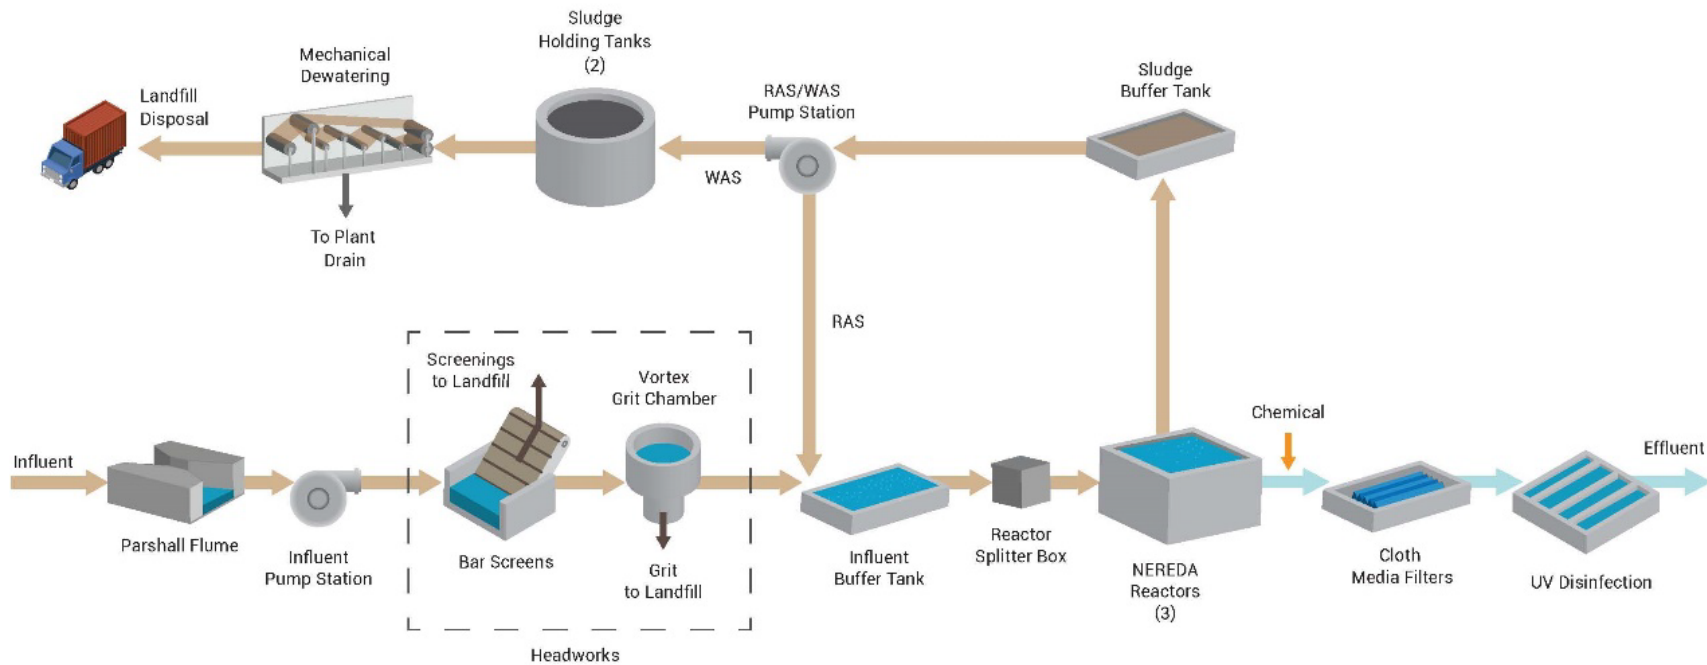 Sludge
Holding Tanks
(2)
Mechanical
Dewatering
Landfill
Disposal
RAS/WAS
Pump Station
Sludge
Buffer Tank
WAS
To Plant
Drain
RAS
Screenings
to Landfill
Vortex
Grit Chamber
Chemical
Influent
Effluent
Parshall Flume
Influent
Pump Station
Bar Screens
Grit
to Landfill
Influent
Buffer Tank
Reactor
Splitter Box
NEREDA
Reactors
(3)
Cloth
Media Filters
UV Disinfection
Headworks